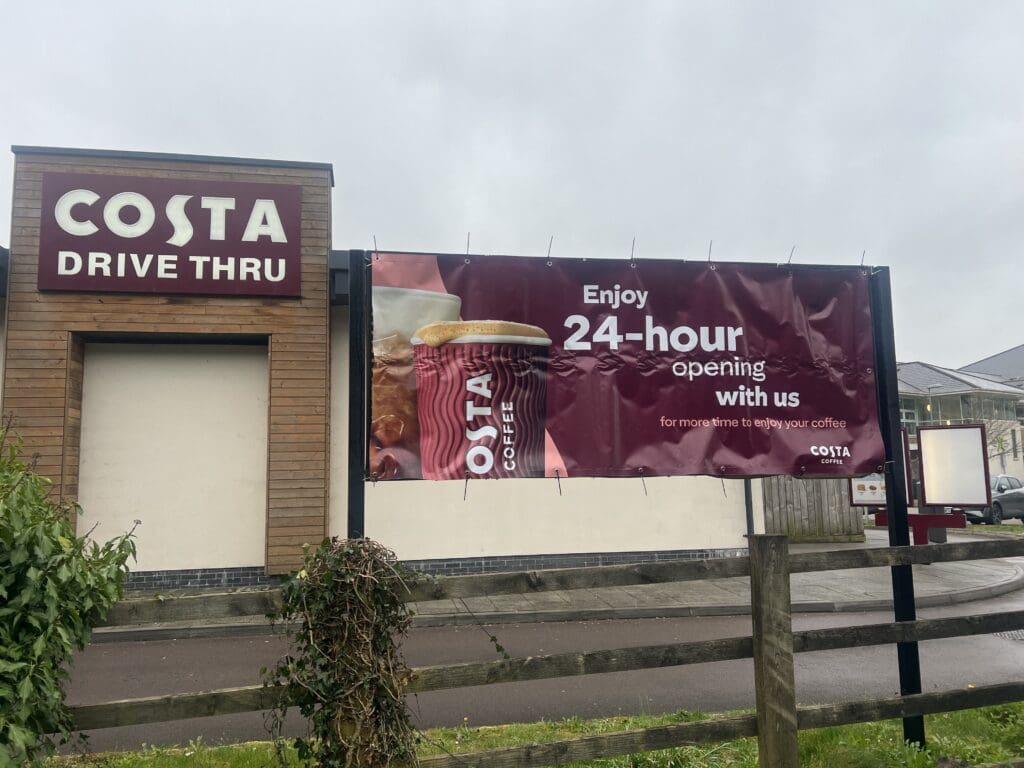 COSTA
DRIVE THRU
Enjoy
24-hour
opening
with us
for more time to enjoy your coffee
COSTA
COFFEE
COSTA
COFFEE